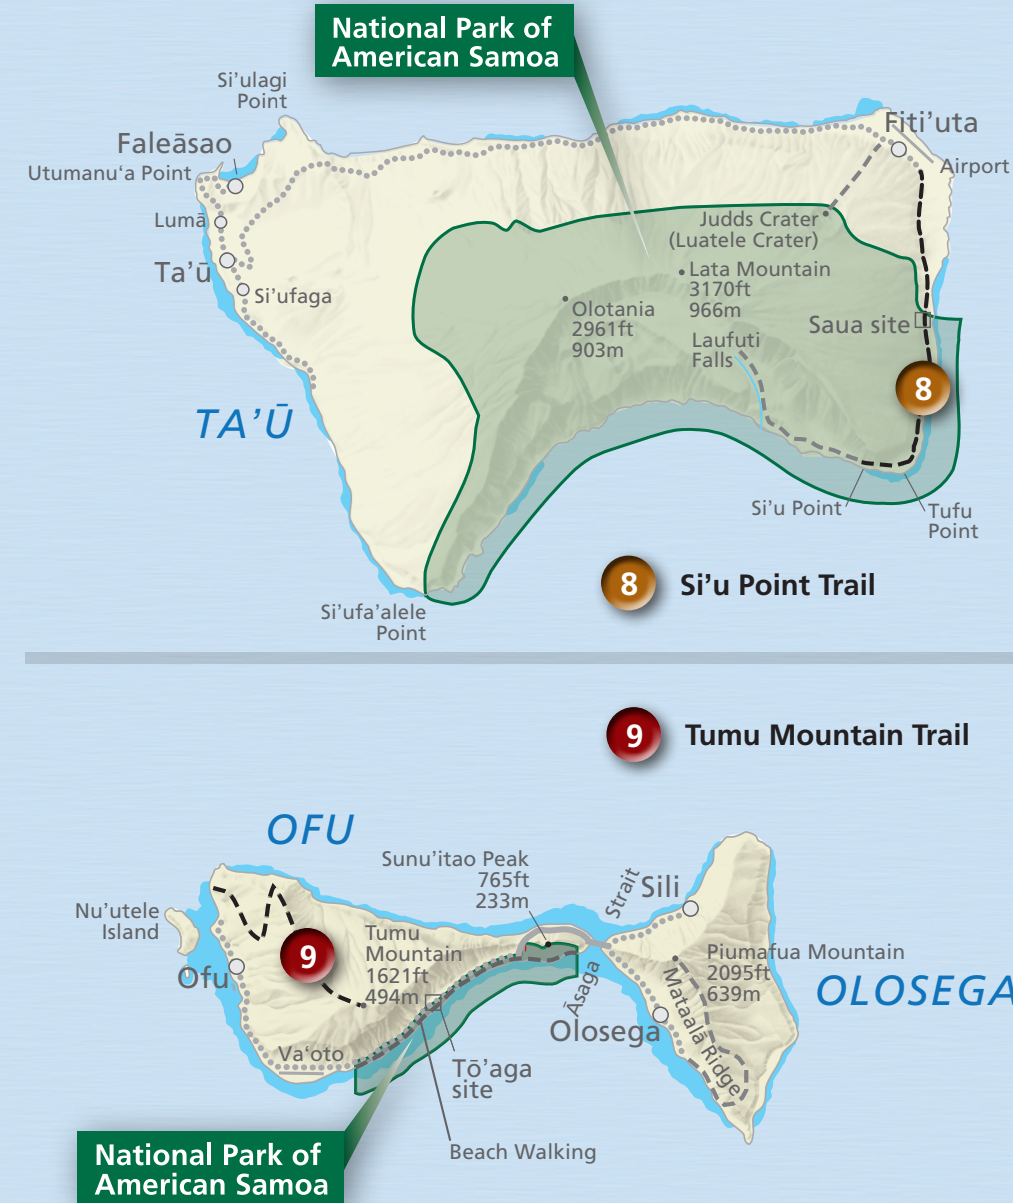 National Park of
American Samoa
Si'ulagi
Point
Faleāsao
Utumanu‘a Point
Lumā
Ta'ū
Si'ufaga
Fiti'uta
Airport
Judds Crater
(Luatele Crater)
Lata Mountain
3170ft
966m
Olotania
2961ft
903m
Laufuti
Falls
Saua site
8
TA'Ū
Si'u Point
Tufu
Point
Si'ufa'alele
Point
8
Si'u Point Trail
9
Tumu Mountain Trail
OFU
Sunu'itao Peak
765ft
233m
Strait
Sili
Nu'utele
Island
Ofu
9
Tumu
Mountain
1621ft
494m
Piumafua Mountain
2095ft
639m
OLOSEGA
Āsaga
Olosega
Mataalā Ridge
Va‘oto
Tō'aga
site
Beach Walking
National Park of
American Samoa